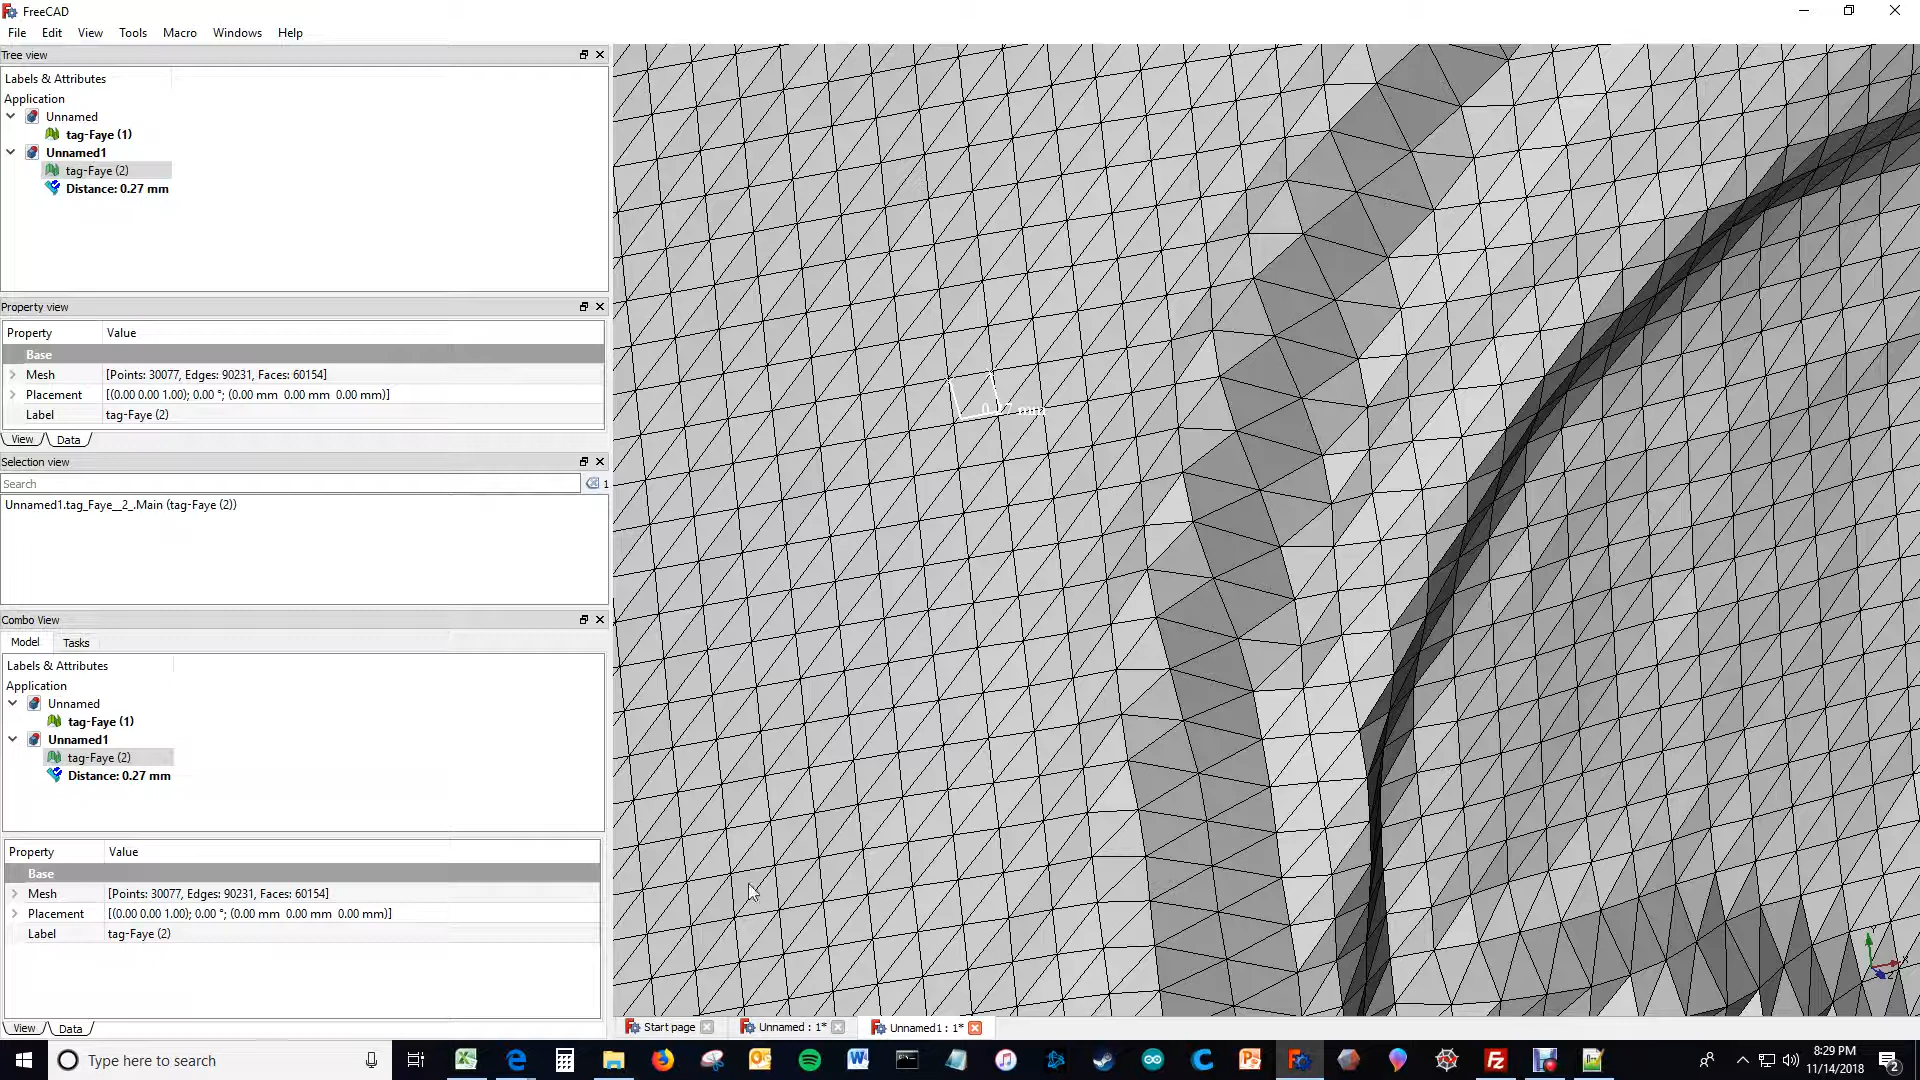 FreeCAD
File Edit View Tools Macro Windows Help
Tree view
Labels & Attributes
Application
Unnamed
tag-Faye (1)
Unnamed1
tag-Faye (2)
Distance: 0.27 mm
Property view
Property Value
Base
Mesh [Points: 30077, Edges: 90231, Faces: 60154]
Placement [(0.00 0.00 1.00); 0.00 °; (0.00 mm 0.00 mm 0.00 mm)]
Label tag-Faye (2)
View Data
Selection view
Search 1
Unnamed1.tag_Faye__2_.Main (tag-Faye (2))
Combo View
Model Tasks
Labels & Attributes
Application
Unnamed
tag-Faye (1)
Unnamed1
tag-Faye (2)
Distance: 0.27 mm
Property Value
Base
Mesh [Points: 30077, Edges: 90231, Faces: 60154]
Placement [(0.00 0.00 1.00); 0.00 °; (0.00 mm 0.00 mm 0.00 mm)]
Label tag-Faye (2)
View Data
0.27 mm
Y
X
Z
Start page Unnamed : 1* Unnamed1 : 1*
Type here to search
8:29 PM
11/14/2018
2